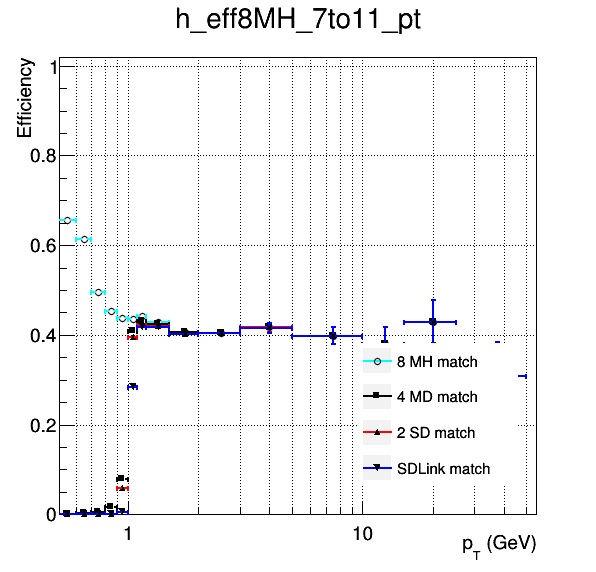 h_eff8MH_7to11_pt
Efficiency
1
0.8
0.6
0.4
0.2
0
8 MH match
4 MD match
2 SD match
SDLink match
1
10
p_T (GeV)